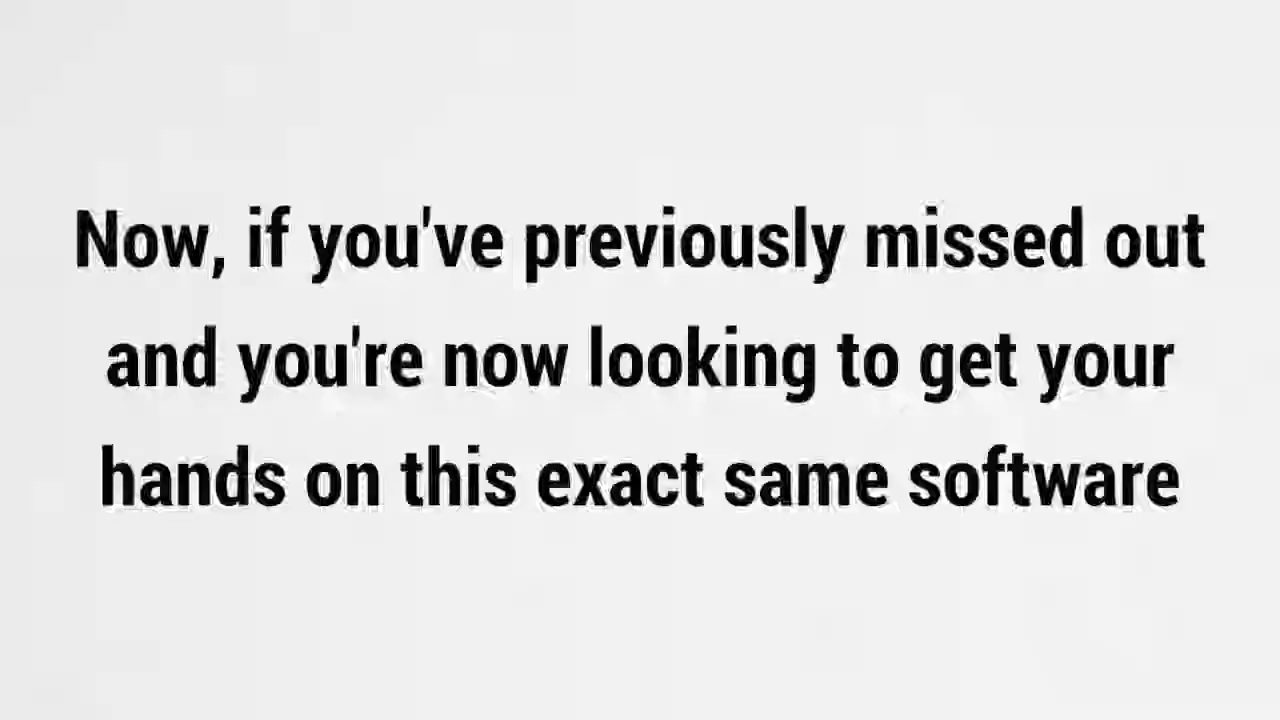 Now, if you've previously missed out
and you're now looking to get your
hands on this exact same software